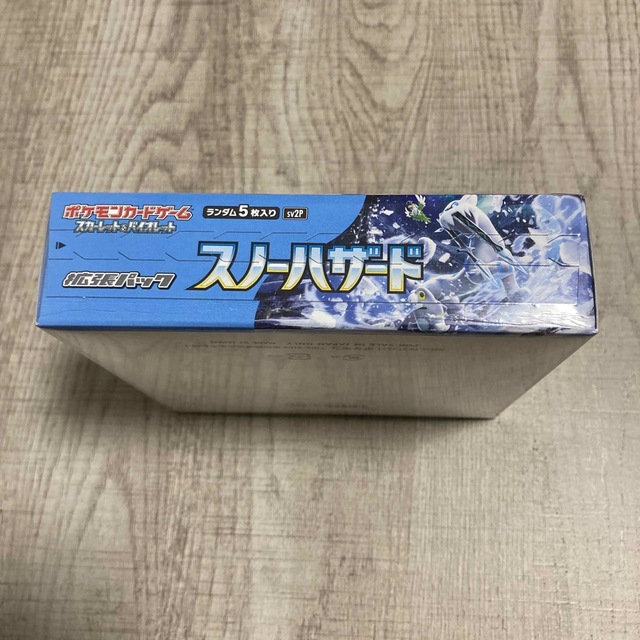 ポケモンカードゲーム
スカーレット&バイオレット
ランダム5枚入り
sv2P
拡張パック
スノーハザード